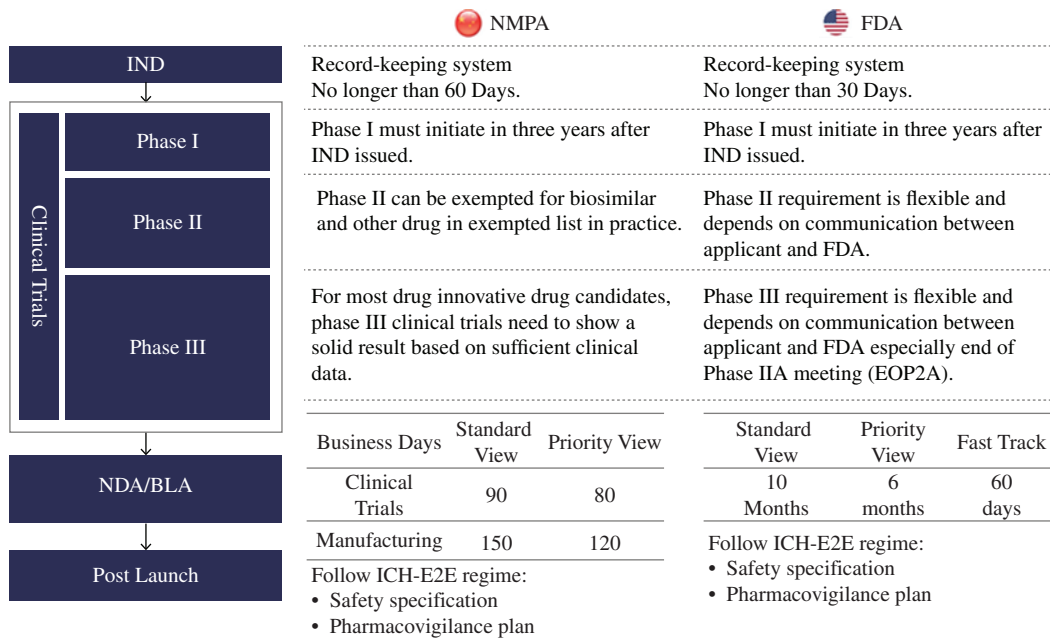 NMPA
FDA
IND
Record-keeping system
No longer than 60 Days.
Record-keeping system
No longer than 30 Days.
Clinical Trials
Phase I
Phase I must initiate in three years after
IND issued.
Phase I must initiate in three years after
IND issued.
Phase II
Phase II can be exempted for biosimilar
and other drug in exempted list in practice.
Phase II requirement is flexible and
depends on communication between
applicant and FDA.
Phase III
For most drug innovative drug candidates,
phase III clinical trials need to show a
solid result based on sufficient clinical
data.
Phase III requirement is flexible and
depends on communication between
applicant and FDA especially end of
Phase IIA meeting (EOP2A).
NDA/BLA
Business Days
Standard
View
Priority View
Clinical
Trials
90
80
Manufacturing
150
120
Standard
View
Priority
View
Fast Track
10
Months
6
months
60
days
Post Launch
Follow ICH-E2E regime:
• Safety specification
• Pharmacovigilance plan
Follow ICH-E2E regime:
• Safety specification
• Pharmacovigilance plan